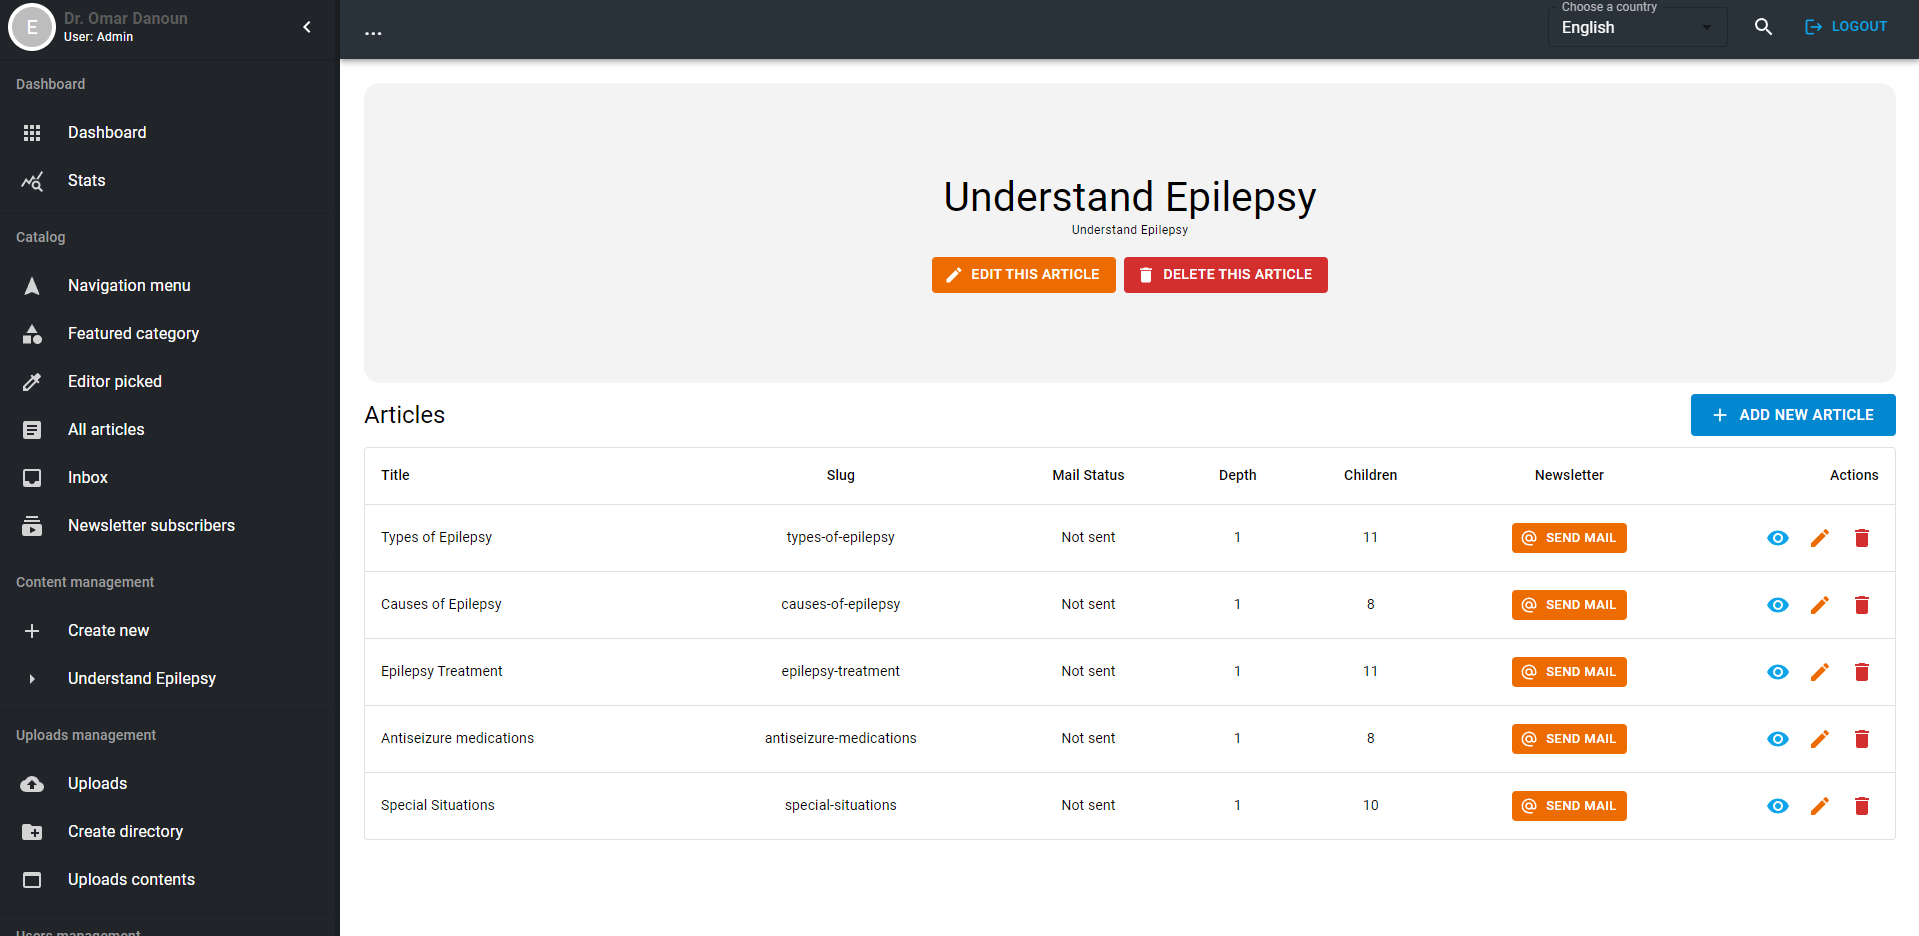 E
Dr. Omar Danoun
User: Admin
...
Choose a country
English
LOGOUT
Dashboard
Dashboard
Stats
Catalog
Navigation menu
Featured category
Editor picked
All articles
Inbox
Newsletter subscribers
Content management
Create new
Understand Epilepsy
Uploads management
Uploads
Create directory
Uploads contents
Users management
Understand Epilepsy
Understand Epilepsy
EDIT THIS ARTICLE DELETE THIS ARTICLE
Articles
ADD NEW ARTICLE
Title Slug Mail Status Depth Children Newsletter Actions
Types of Epilepsy types-of-epilepsy Not sent 1 11 SEND MAIL
Causes of Epilepsy causes-of-epilepsy Not sent 1 8 SEND MAIL
Epilepsy Treatment epilepsy-treatment Not sent 1 11 SEND MAIL
Antiseizure medications antiseizure-medications Not sent 1 8 SEND MAIL
Special Situations special-situations Not sent 1 10 SEND MAIL